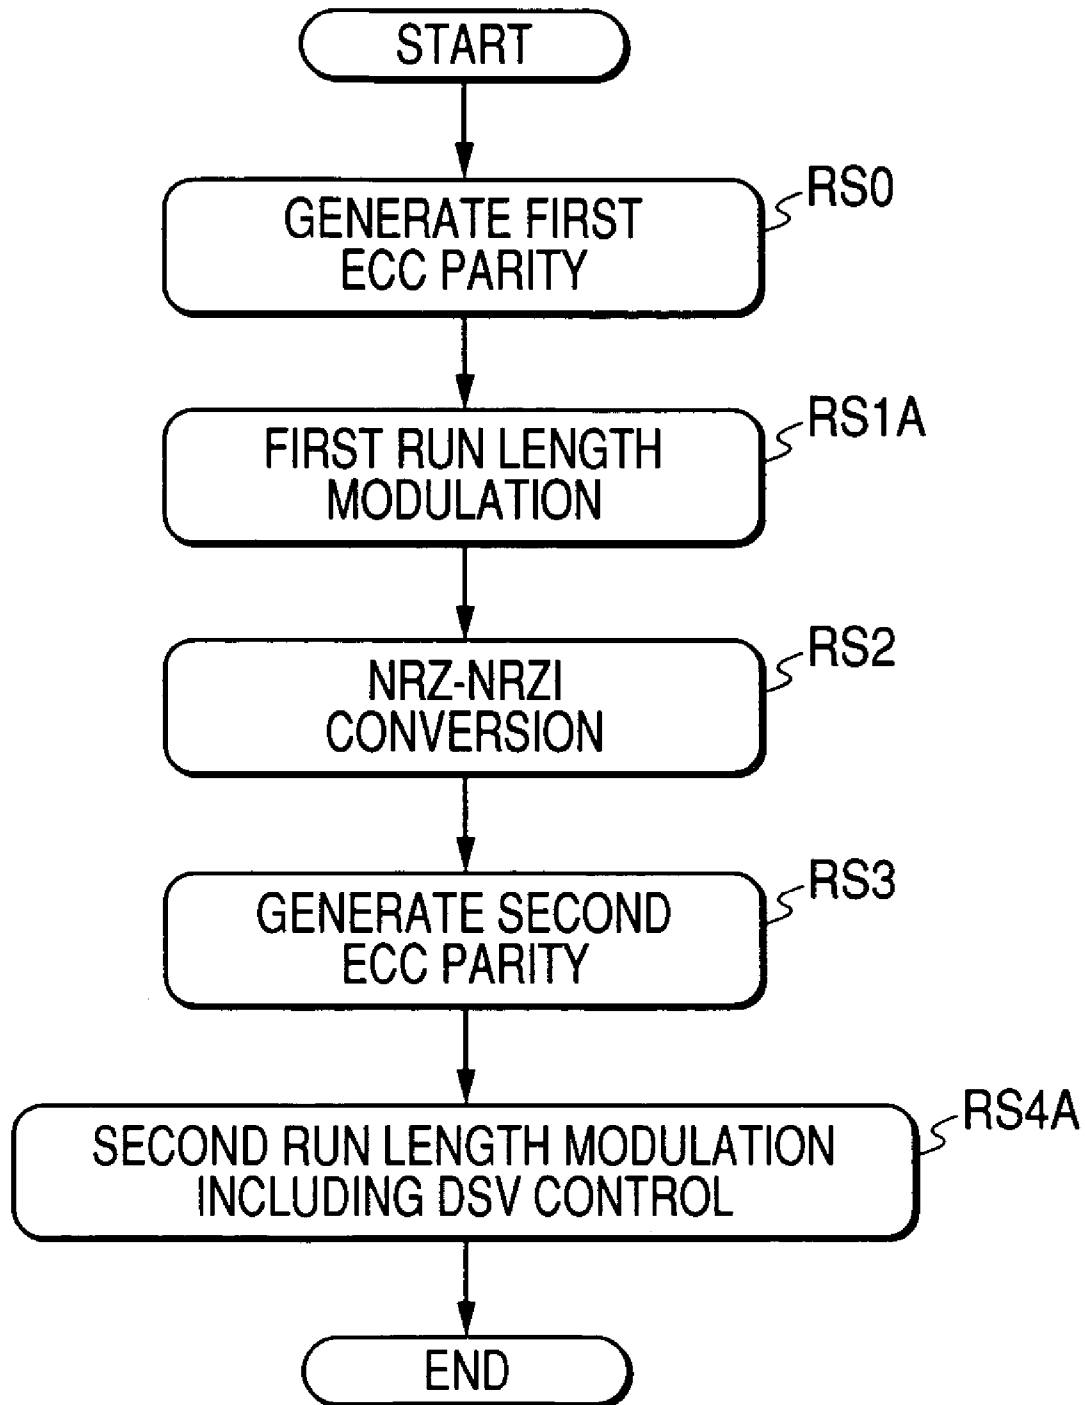 START
RS0
GENERATE FIRST
ECC PARITY
RS1A
FIRST RUN LENGTH
MODULATION
RS2
NRZ-NRZI
CONVERSION
RS3
GENERATE SECOND
ECC PARITY
RS4A
SECOND RUN LENGTH MODULATION
INCLUDING DSV CONTROL
END